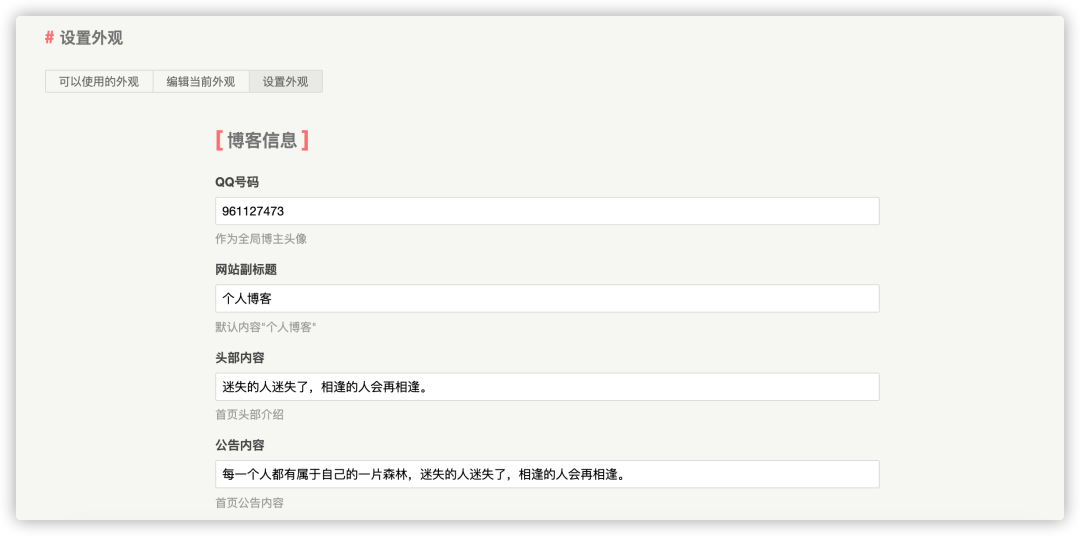 # 设置外观
可以使用的外观 编辑当前外观 设置外观
[ 博客信息 ]
QQ号码
961127473
作为全局博主头像
网站副标题
个人博客
默认内容"个人博客"
头部内容
迷失的人迷失了，相逢的人会再相逢。
首页头部介绍
公告内容
每一个人都有属于自己的一片森林，迷失的人迷失了，相逢的人会再相逢。
首页公告内容